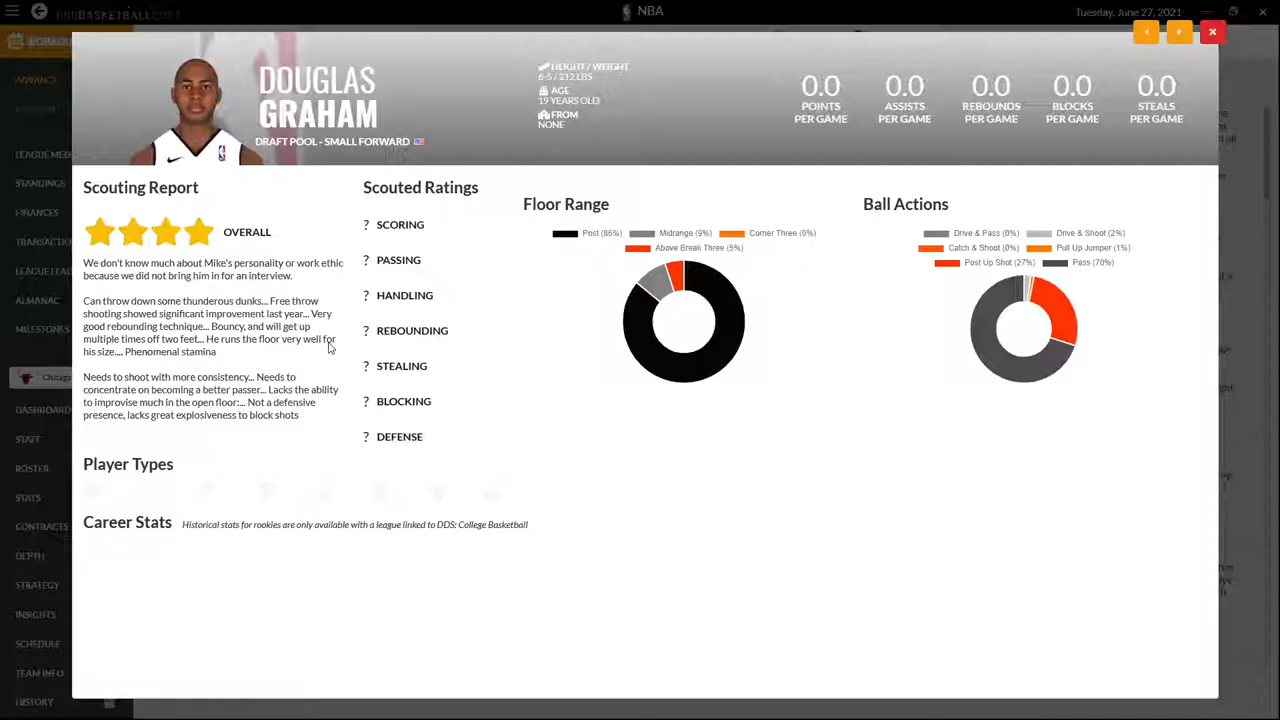 NBA
Tuesday, June 27, 2021
ADVANCE
LEAGUE MED
STANDINGS
FINANCES
TRANSACTIO
LEAGUE LEA
ALMANAC
MILESTONES
Chicago
DASHBOARD
STAFF
ROSTER
STATS
CONTRACTS
DEPTH
STRATEGY
INSIGHTS
SCHEDULE
TEAM INFO
HISTORY
DOUGLAS
GRAHAM
DRAFT POOL - SMALL FORWARD
HEIGHT / WEIGHT
6-5 / 212 LBS
AGE
19 YEARS OLD
FROM
NONE
0.0
POINTS
PER GAME
0.0
ASSISTS
PER GAME
0.0
REBOUNDS
PER GAME
0.0
BLOCKS
PER GAME
0.0
STEALS
PER GAME
Scouting Report
OVERALL
We don't know much about Mike's personality or work ethic
because we did not bring him in for an interview.
Can throw down some thunderous dunks... Free throw
shooting showed significant improvement last year... Very
good rebounding technique... Bouncy, and will get up
multiple times off two feet... He runs the floor very well for
his size.... Phenomenal stamina
Needs to shoot with more consistency... Needs to
concentrate on becoming a better passer... Lacks the ability
to improvise much in the open floor:... Not a defensive
presence, lacks great explosiveness to block shots
Player Types
Career Stats Historical stats for rookies are only available with a league linked to DDS: College Basketball
Scouted Ratings
? SCORING
? PASSING
? HANDLING
? REBOUNDING
? STEALING
? BLOCKING
? DEFENSE
Floor Range
Post (86%) Midrange (9%) Corner Three (0%)
Above Break Three (5%)
Ball Actions
Drive & Pass (0%) Drive & Shoot (2%)
Catch & Shoot (0%) Pull Up Jumper (1%)
Post Up Shot (27%) Pass (70%)